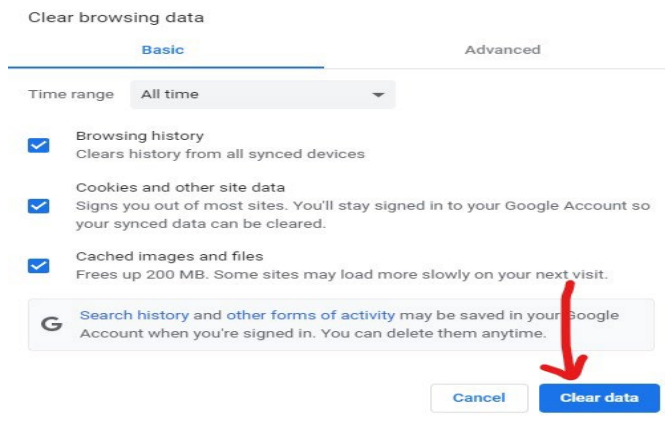 Clear browsing data
Basic Advanced
Time range All time
Browsing history
Clears history from all synced devices
Cookies and other site data
Signs you out of most sites. You'll stay signed in to your Google Account so
your synced data can be cleared.
Cached images and files
Frees up 200 MB. Some sites may load more slowly on your next visit.
G Search history and other forms of activity may be saved in your Google
Account when you're signed in. You can delete them anytime.
Cancel Clear data